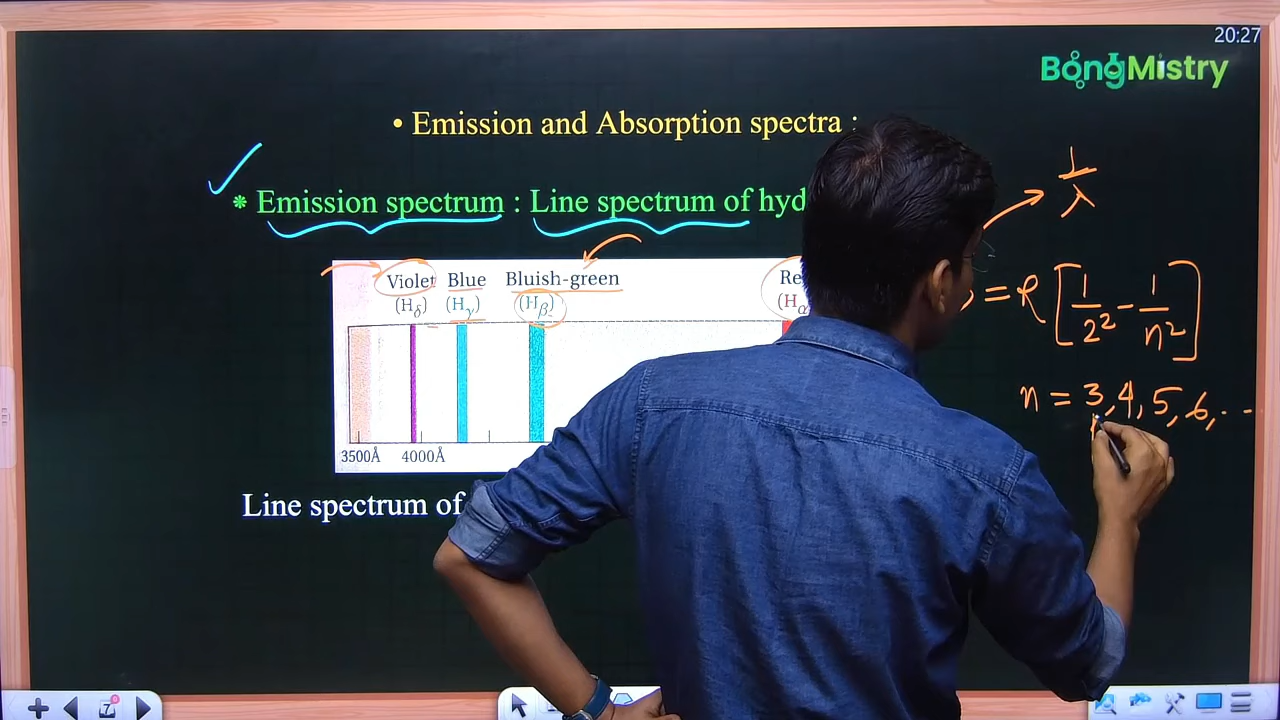 20:27
BongMistry
• Emission and Absorption spectra :
* Emission spectrum : Line spectrum of hyd
1/λ
Violet Blue Bluish-green Re
(Hδ) (Hγ) (Hβ) (Hα
= R [1/2² - 1/n²]
n = 3, 4, 5, 6, ...
3500Å 4000Å
Line spectrum of
7